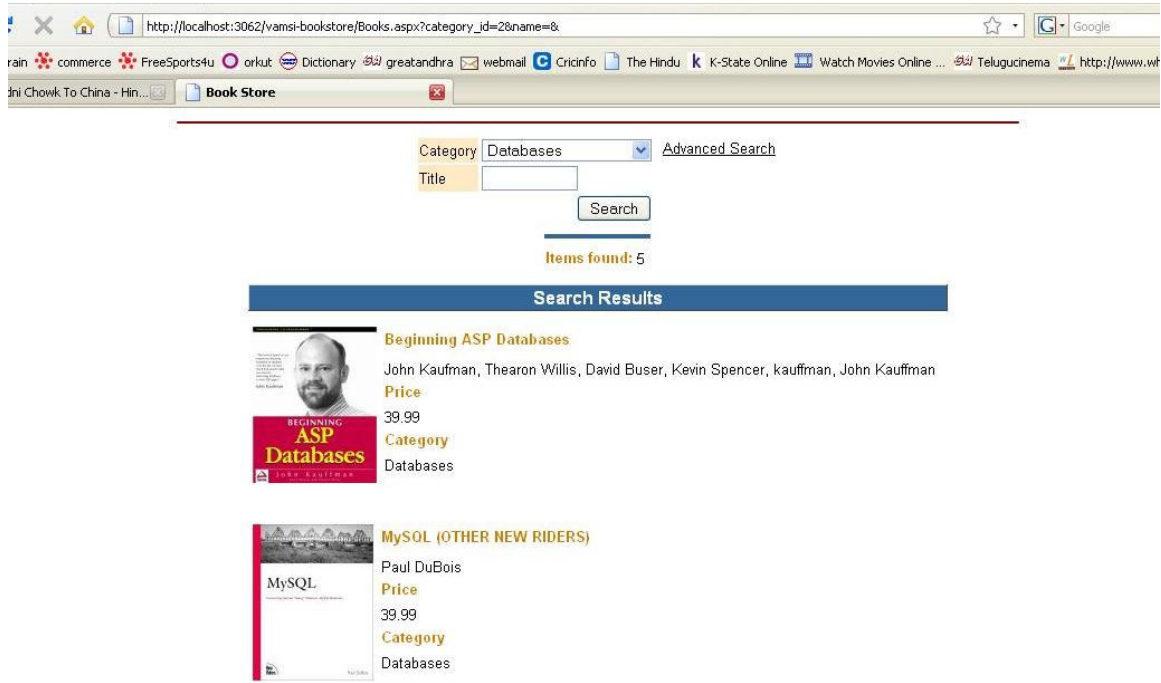 http://localhost:3062/vamsi-bookstore/Books.aspx?category_id=2&name=&
G Google
rain commerce FreeSports4u orkut Dictionary greatandhra webmail C Cricinfo The Hindu k K-State Online Watch Movies Online ... Telugucinema http://www.wh
dni Chowk To China - Hin... Book Store
Category Databases Advanced Search
Title
Search
Items found: 5
Search Results
Beginning ASP Databases
John Kaufman, Thearon Willis, David Buser, Kevin Spencer, kauffman, John Kauffman
Price
39.99
Category
Databases
BEGINNING
ASP
Databases
John Kauffman
MySQL (OTHER NEW RIDERS)
Paul DuBois
Price
39.99
Category
Databases
MySQL